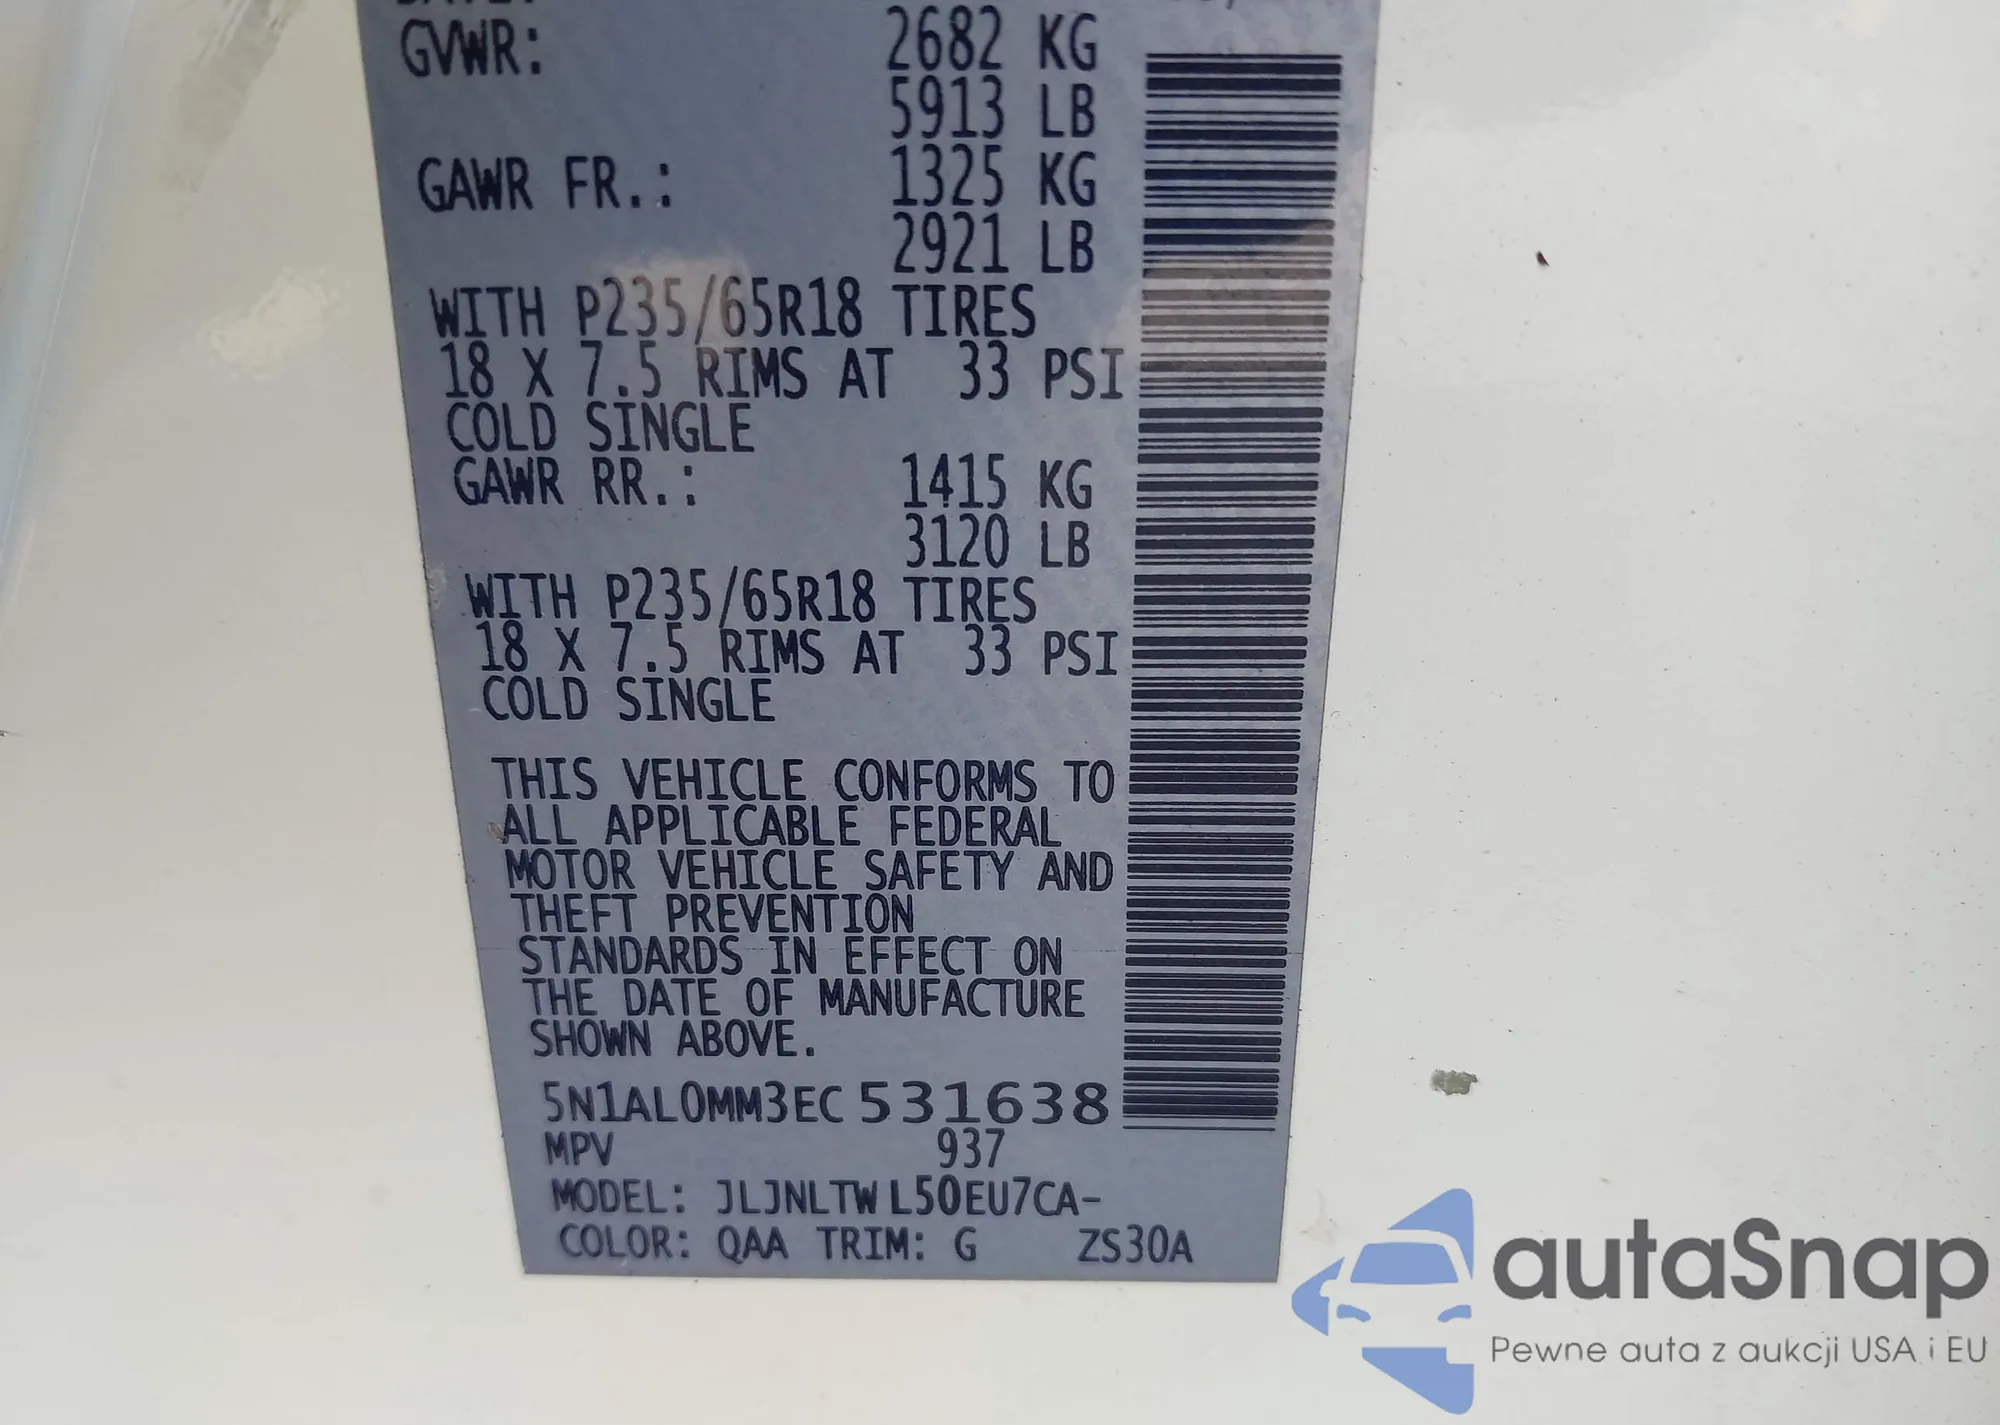 GVWR: 2682 KG
5913 LB
GAWR FR.: 1325 KG
2921 LB
WITH P235/65R18 TIRES
18 X 7.5 RIMS AT 33 PSI
COLD SINGLE
GAWR RR.: 1415 KG
3120 LB
WITH P235/65R18 TIRES
18 X 7.5 RIMS AT 33 PSI
COLD SINGLE
THIS VEHICLE CONFORMS TO
ALL APPLICABLE FEDERAL
MOTOR VEHICLE SAFETY AND
THEFT PREVENTION
STANDARDS IN EFFECT ON
THE DATE OF MANUFACTURE
SHOWN ABOVE.
5N1AL0MM3EC531638
MPV 937
MODEL: JLJNLTW L50EU7CA-
COLOR: QAA TRIM: G ZS30A
autaSnap
Pewne auta z aukcji USA i EU